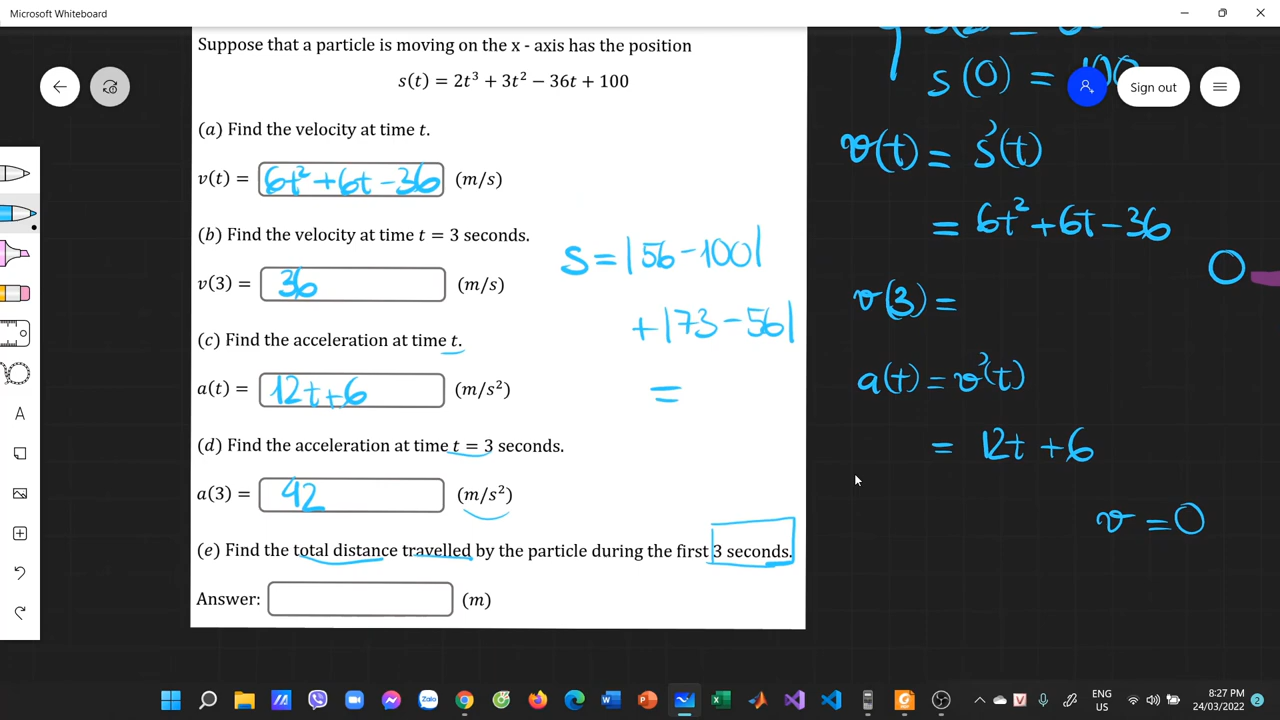 Microsoft Whiteboard
Suppose that a particle is moving on the x - axis has the position
s(t) = 2t³ + 3t² − 36t + 100
(a) Find the velocity at time t.
v(t) = 6t² + 6t − 36 (m/s)
(b) Find the velocity at time t = 3 seconds.
v(3) = 36 (m/s)
(c) Find the acceleration at time t.
a(t) = 12t + 6 (m/s²)
(d) Find the acceleration at time t = 3 seconds.
a(3) = 42 (m/s²)
(e) Find the total distance travelled by the particle during the first 3 seconds.
Answer: (m)
s = |56 − 100|
+ |73 − 56|
=
s(0) = 100
Sign out
v(t) = s'(t)
= 6t² + 6t − 36
0
v(3) =
a(t) = v'(t)
= 12t + 6
v = 0
A
Zalo
ENG
US
8:27 PM
24/03/2022
2